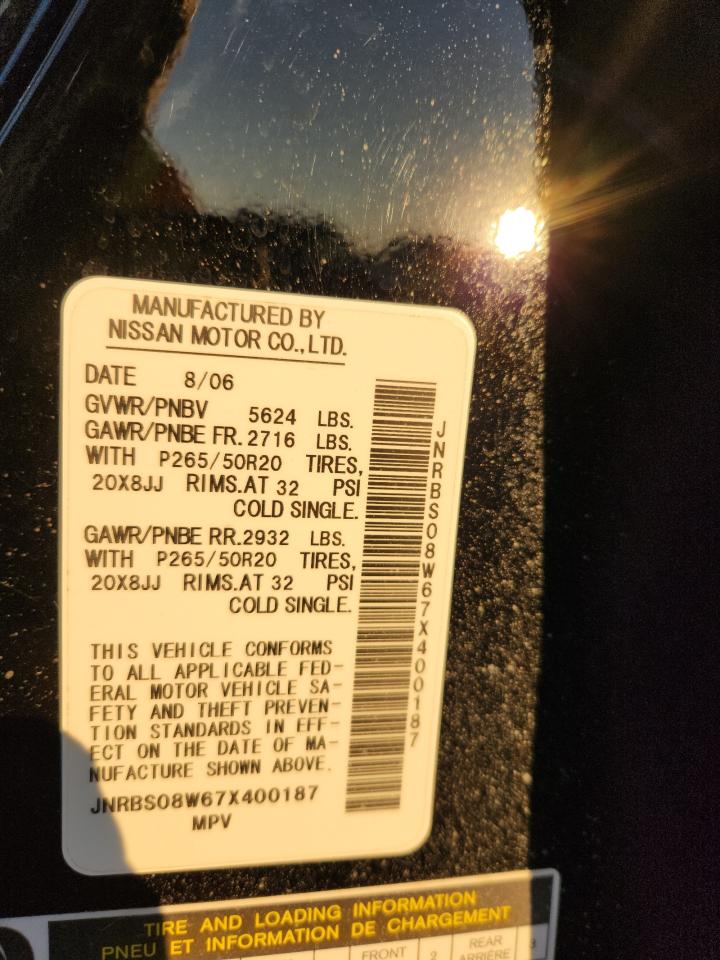 MANUFACTURED BY
NISSAN MOTOR CO., LTD.
DATE 8/06
GVWR/PNBV 5624 LBS.
GAWR/PNBE FR. 2716 LBS.
WITH P265/50R20 TIRES,
20X8JJ RIMS. AT 32 PSI
COLD SINGLE.
GAWR/PNBE RR. 2932 LBS.
WITH P265/50R20 TIRES,
20X8JJ RIMS. AT 32 PSI
COLD SINGLE.
THIS VEHICLE CONFORMS
TO ALL APPLICABLE FED-
ERAL MOTOR VEHICLE SA-
FETY AND THEFT PREVEN-
TION STANDARDS IN EFF-
ECT ON THE DATE OF MA-
NUFACTURE SHOWN ABOVE.
JNRBS08W67X400187
MPV
JNRBS08W67X400187
TIRE AND LOADING INFORMATION
PNEU ET INFORMATION DE CHARGEMENT
FRONT 2 REAR 3
ARRIÈRE